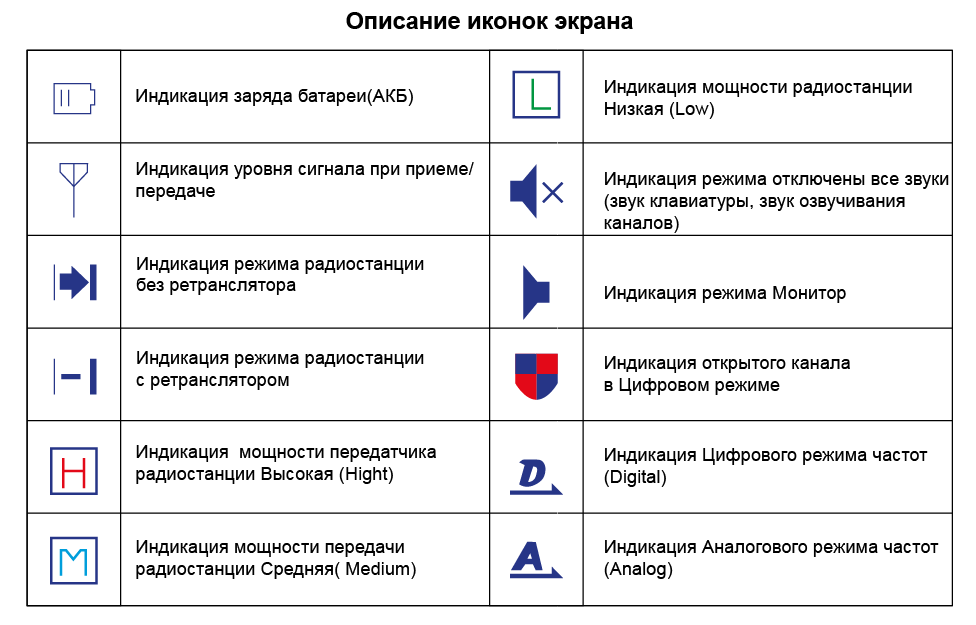 Описание иконок экрана
Индикация заряда батареи(АКБ)
L
Индикация мощности радиостанции
Низкая (Low)
Индикация уровня сигнала при приеме/
передаче
Индикация режима отключены все звуки
(звук клавиатуры, звук озвучивания
каналов)
Индикация режима радиостанции
без ретранслятора
Индикация режима Монитор
Индикация режима радиостанции
с ретранслятором
Индикация открытого канала
в Цифровом режиме
H
Индикация мощности передатчика
радиостанции Высокая (Hight)
D
Индикация Цифрового режима частот
(Digital)
M
Индикация мощности передачи
радиостанции Средняя( Medium)
A
Индикация Аналогового режима частот
(Analog)